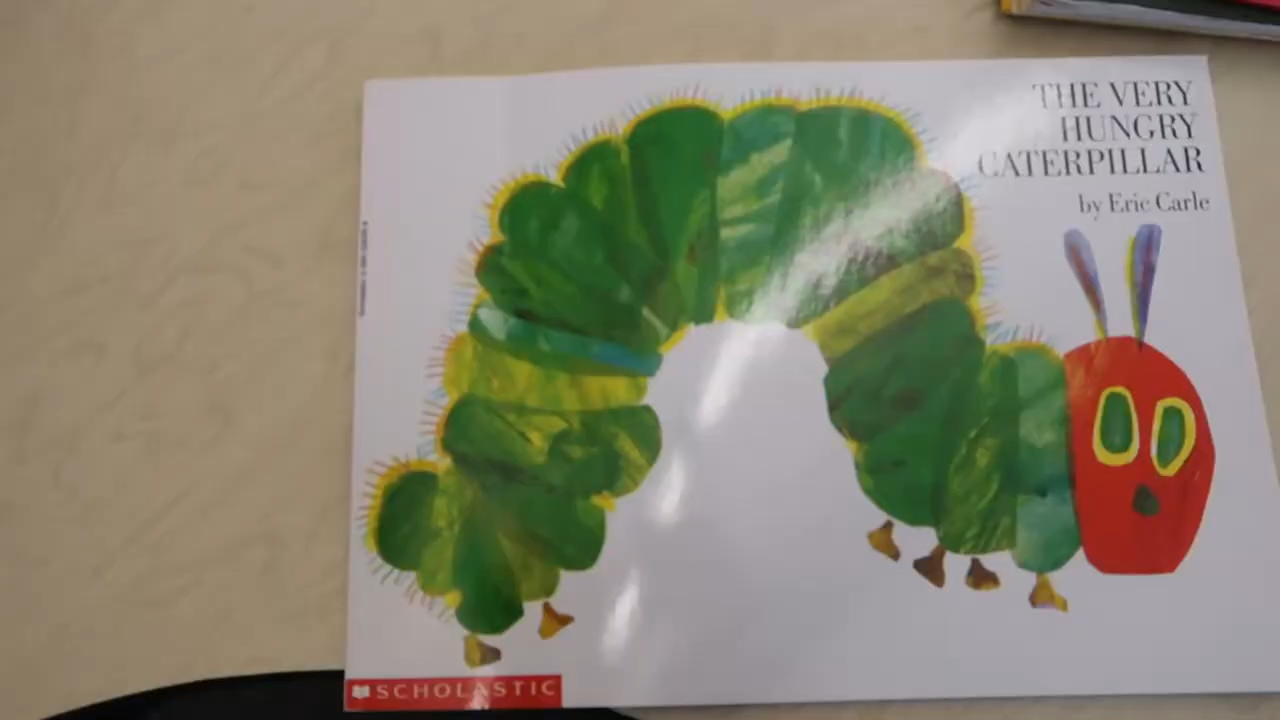 THE VERY
HUNGRY
CATERPILLAR
by Eric Carle
SCHOLASTIC